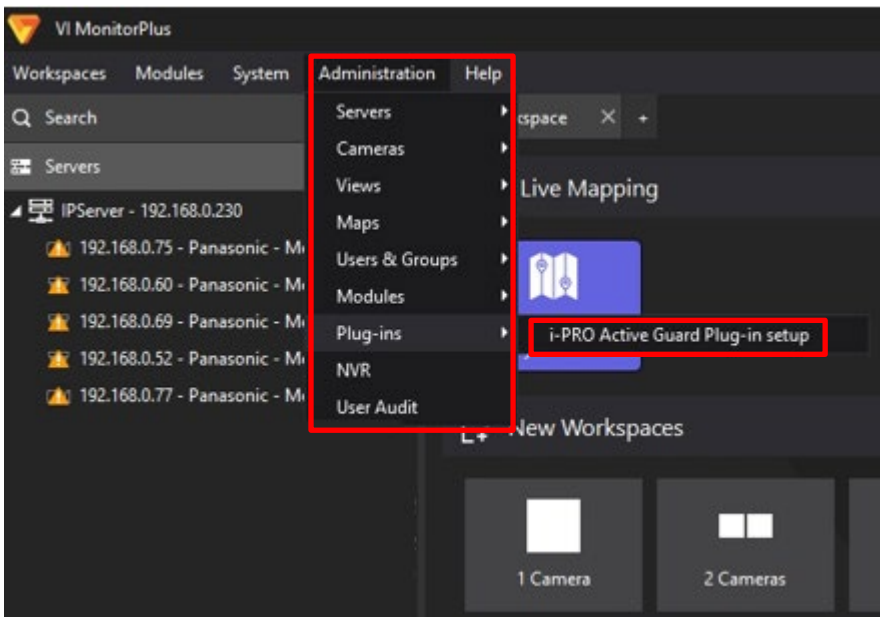 VI MonitorPlus
Workspaces Modules System Administration Help
Search
Servers
IPServer - 192.168.0.230
192.168.0.75 - Panasonic - M
192.168.0.60 - Panasonic - M
192.168.0.69 - Panasonic - M
192.168.0.52 - Panasonic - M
192.168.0.77 - Panasonic - M
Servers
Cameras
Views
Maps
Users & Groups
Modules
Plug-ins
NVR
User Audit
i-PRO Active Guard Plug-in setup
kspace × +
Live Mapping
New Workspaces
1 Camera
2 Cameras